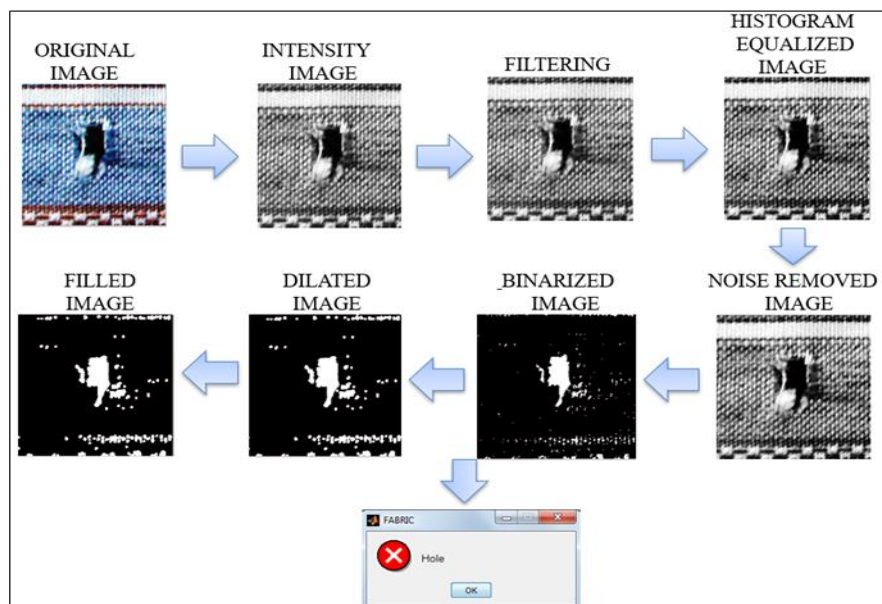 ORIGINAL
IMAGE
INTENSITY
IMAGE
FILTERING
HISTOGRAM
EQUALIZED
IMAGE
FILLED
IMAGE
DILATED
IMAGE
BINARIZED
IMAGE
NOISE REMOVED
IMAGE
FABRIC
Hole
OK